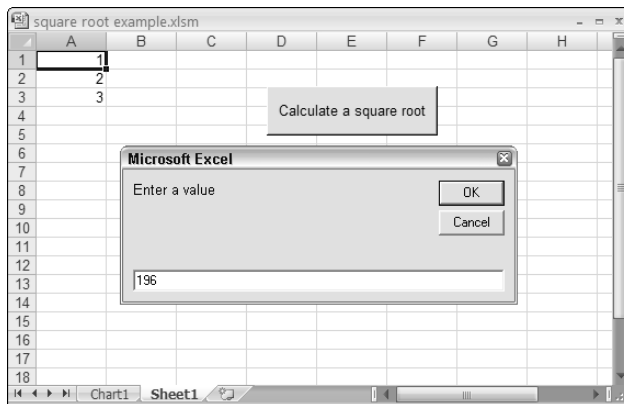 square root example.xlsm
A B C D E F G H
1 1
2 2
3 3
4
Calculate a square root
5
6
Microsoft Excel
7
8
Enter a value
OK
9
10
Cancel
11
12
13
196
14
15
16
17
18
Chart1 Sheet1